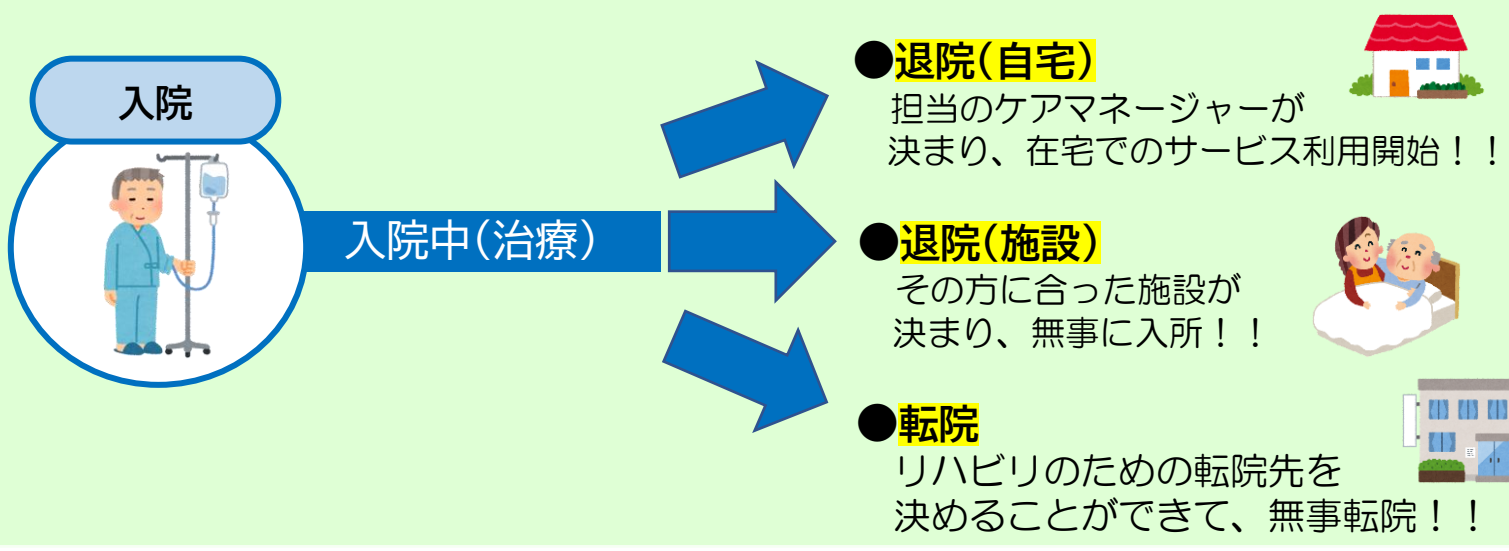 入院
入院中(治療)
●退院(自宅)
担当のケアマネージャーが
決まり、在宅でのサービス利用開始！！
●退院(施設)
その方に合った施設が
決まり、無事に入所！！
●転院
リハビリのための転院先を
決めることができて、無事転院！！